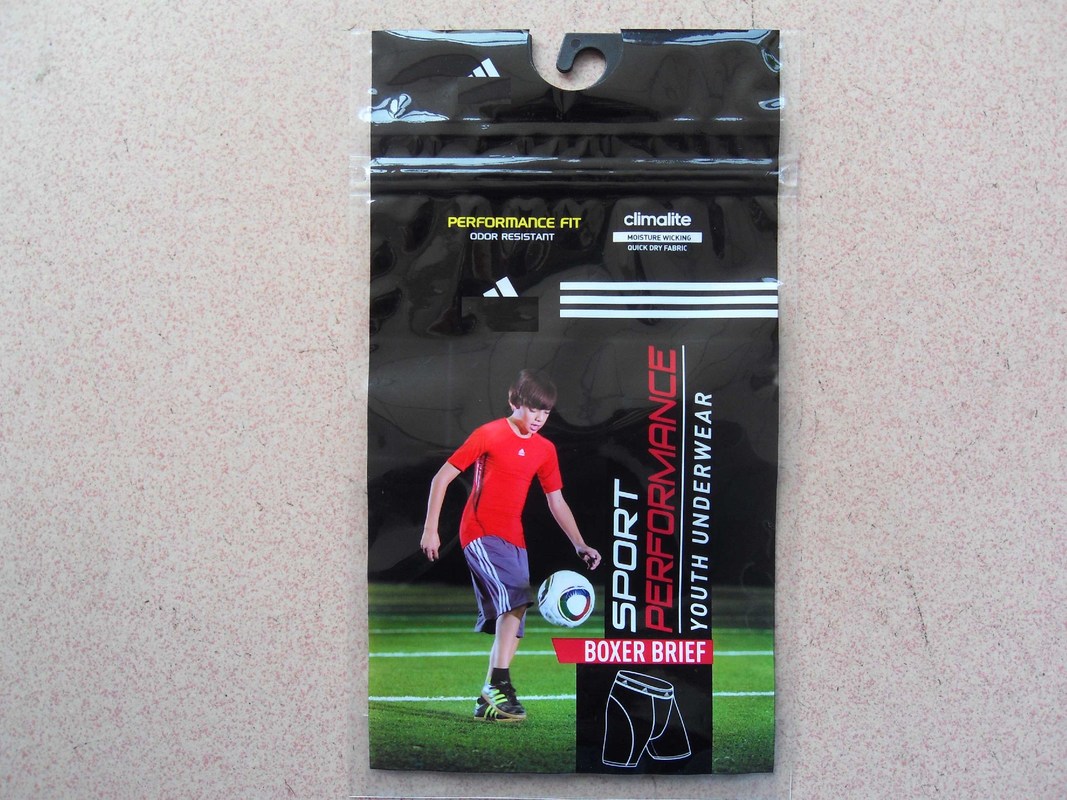 PERFORMANCE FIT
ODOR RESISTANT
climalite
MOISTURE WICKING
QUICK DRY FABRIC
SPORT
PERFORMANCE
YOUTH UNDERWEAR
BOXER BRIEF